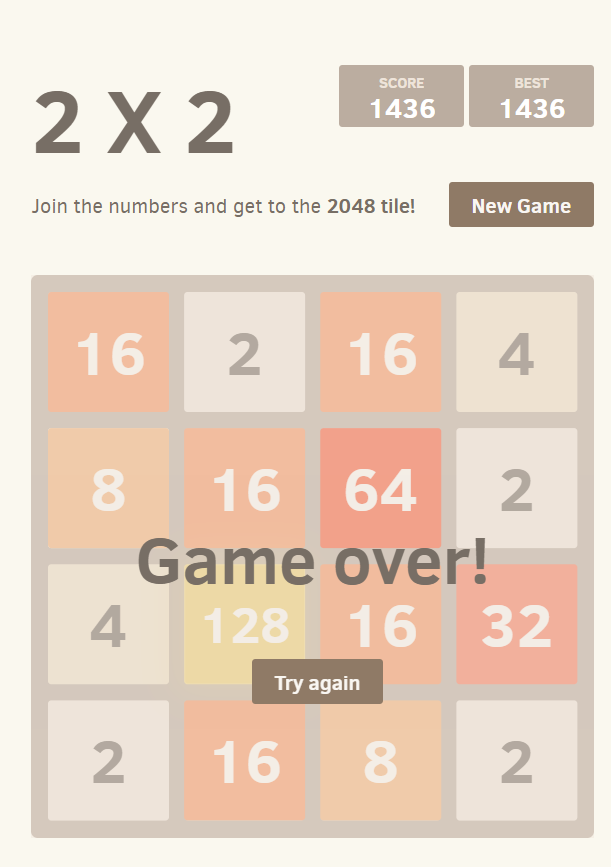 2 X 2
SCORE
1436
BEST
1436
Join the numbers and get to the 2048 tile!
New Game
16 2 16 4
8 16 64 2
Game over!
4 128 16 32
Try again
2 16 8 2